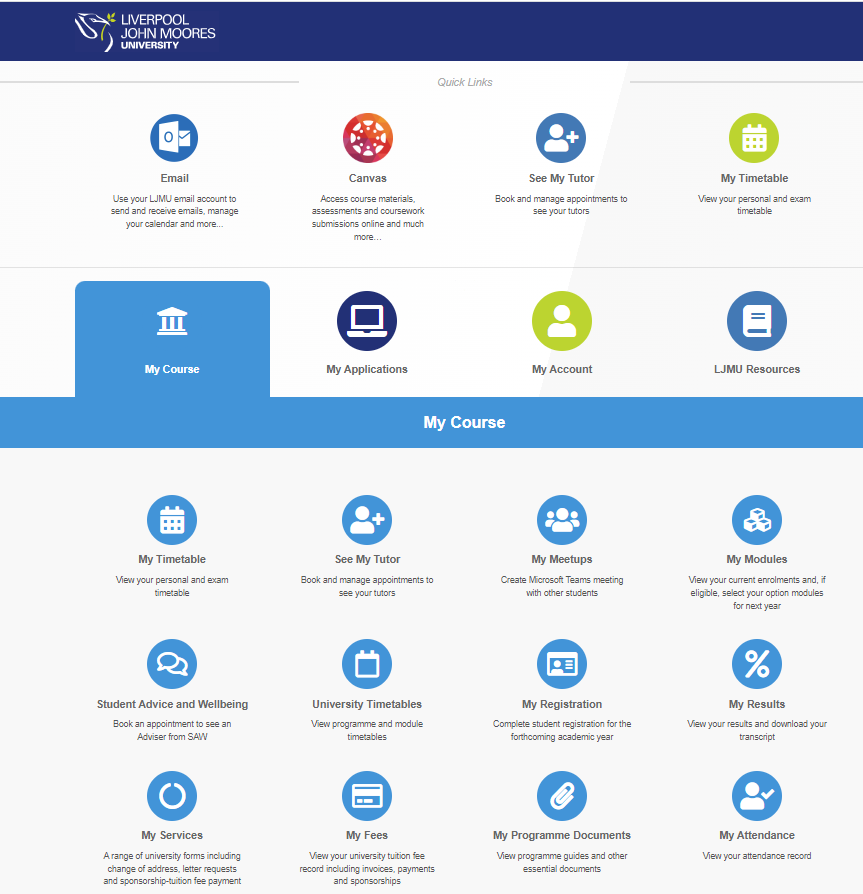 LIVERPOOL
JOHN MOORES
UNIVERSITY
Quick Links
Email
Use your LJMU email account to
send and receive emails, manage
your calendar and more...
Canvas
Access course materials,
assessments and coursework
submissions online and much
more…
See My Tutor
Book and manage appointments to
see your tutors
My Timetable
View your personal and exam
timetable
My Course
My Applications
My Account
LJMU Resources
My Course
My Timetable
View your personal and exam
timetable
See My Tutor
Book and manage appointments to
see your tutors
My Meetups
Create Microsoft Teams meeting
with other students
My Modules
View your current enrolments and, if
eligible, select your option modules
for next year
Student Advice and Wellbeing
Book an appointment to see an
Adviser from SAW
University Timetables
View programme and module
timetables
My Registration
Complete student registration for the
forthcoming academic year
My Results
View your results and download your
transcript
My Services
A range of university forms including
change of address, letter requests
and sponsorship-tuition fee payment
My Fees
View your university tuition fee
record including invoices, payments
and sponsorships
My Programme Documents
View programme guides and other
essential documents
My Attendance
View your attendance record